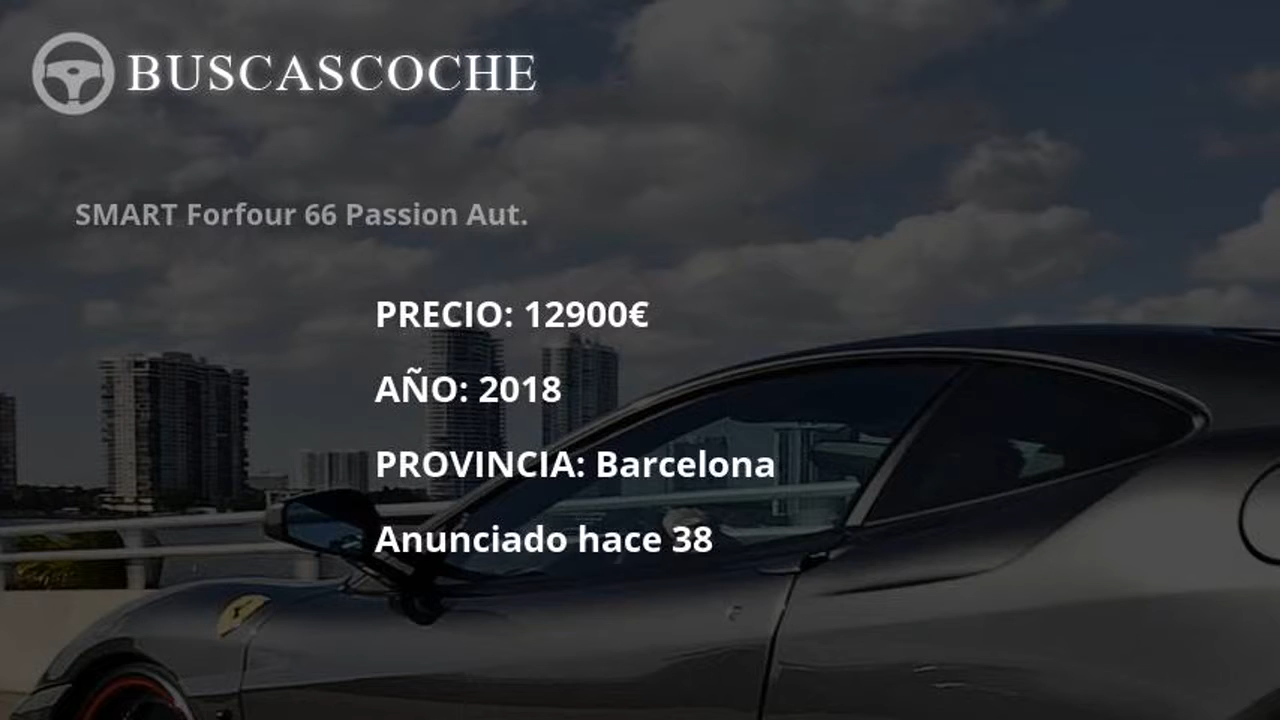 BUSCASCOCHE
SMART Forfour 66 Passion Aut.
PRECIO: 12900€
AÑO: 2018
PROVINCIA: Barcelona
Anunciado hace 38